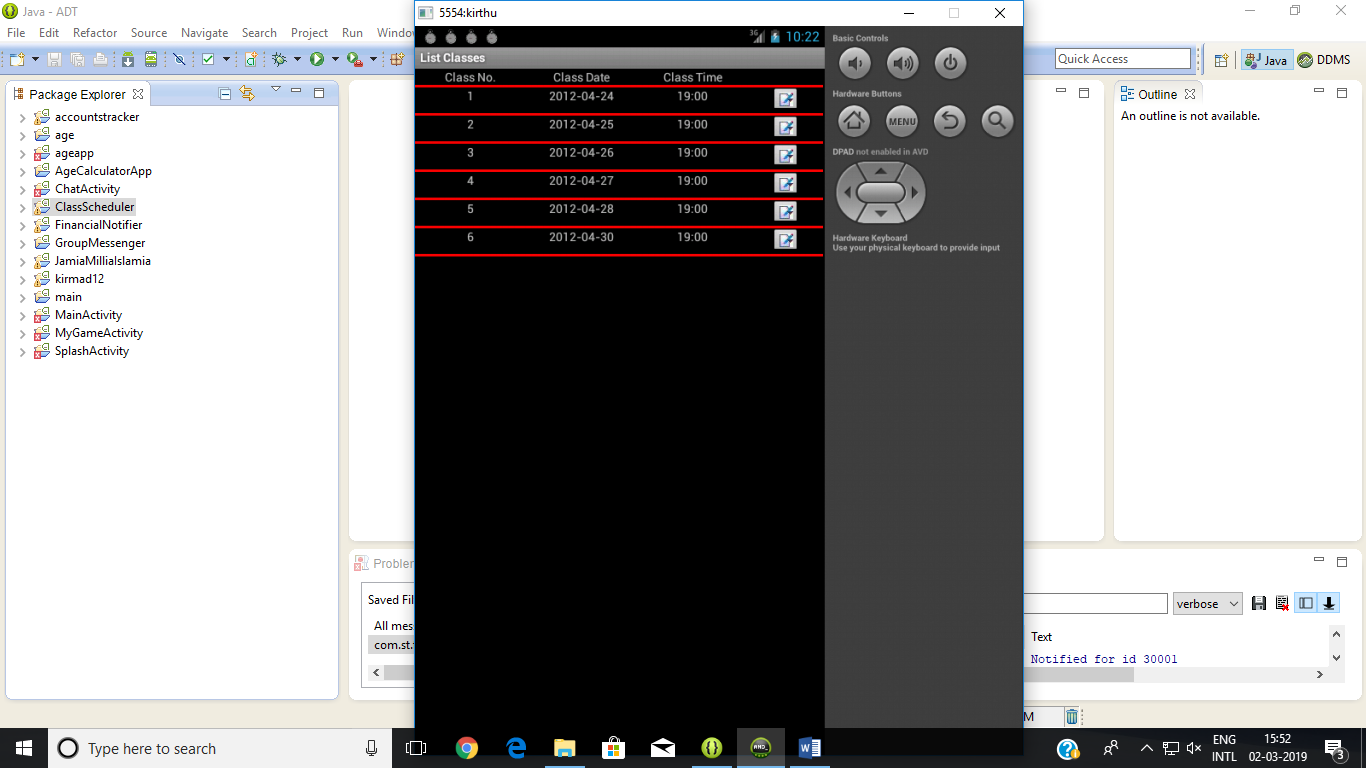 Java - ADT
File Edit Refactor Source Navigate Search Project Run Window
Quick Access
Java
DDMS
Package Explorer
accountstracker
age
ageapp
AgeCalculatorApp
ChatActivity
ClassScheduler
FinancialNotifier
GroupMessenger
JamiaMilliaIslamia
kirmad12
main
MainActivity
MyGameActivity
SplashActivity
5554:kirthu
3G 10:22
List Classes
Class No. Class Date Class Time
1 2012-04-24 19:00
2 2012-04-25 19:00
3 2012-04-26 19:00
4 2012-04-27 19:00
5 2012-04-28 19:00
6 2012-04-30 19:00
Basic Controls
Hardware Buttons
MENU
DPAD not enabled in AVD
Hardware Keyboard
Use your physical keyboard to provide input
Outline
An outline is not available.
Problem
Saved Fil
All mes
com.st.
verbose
Text
Notified for id 30001
M
Type here to search
ENG
INTL
15:52
02-03-2019
3